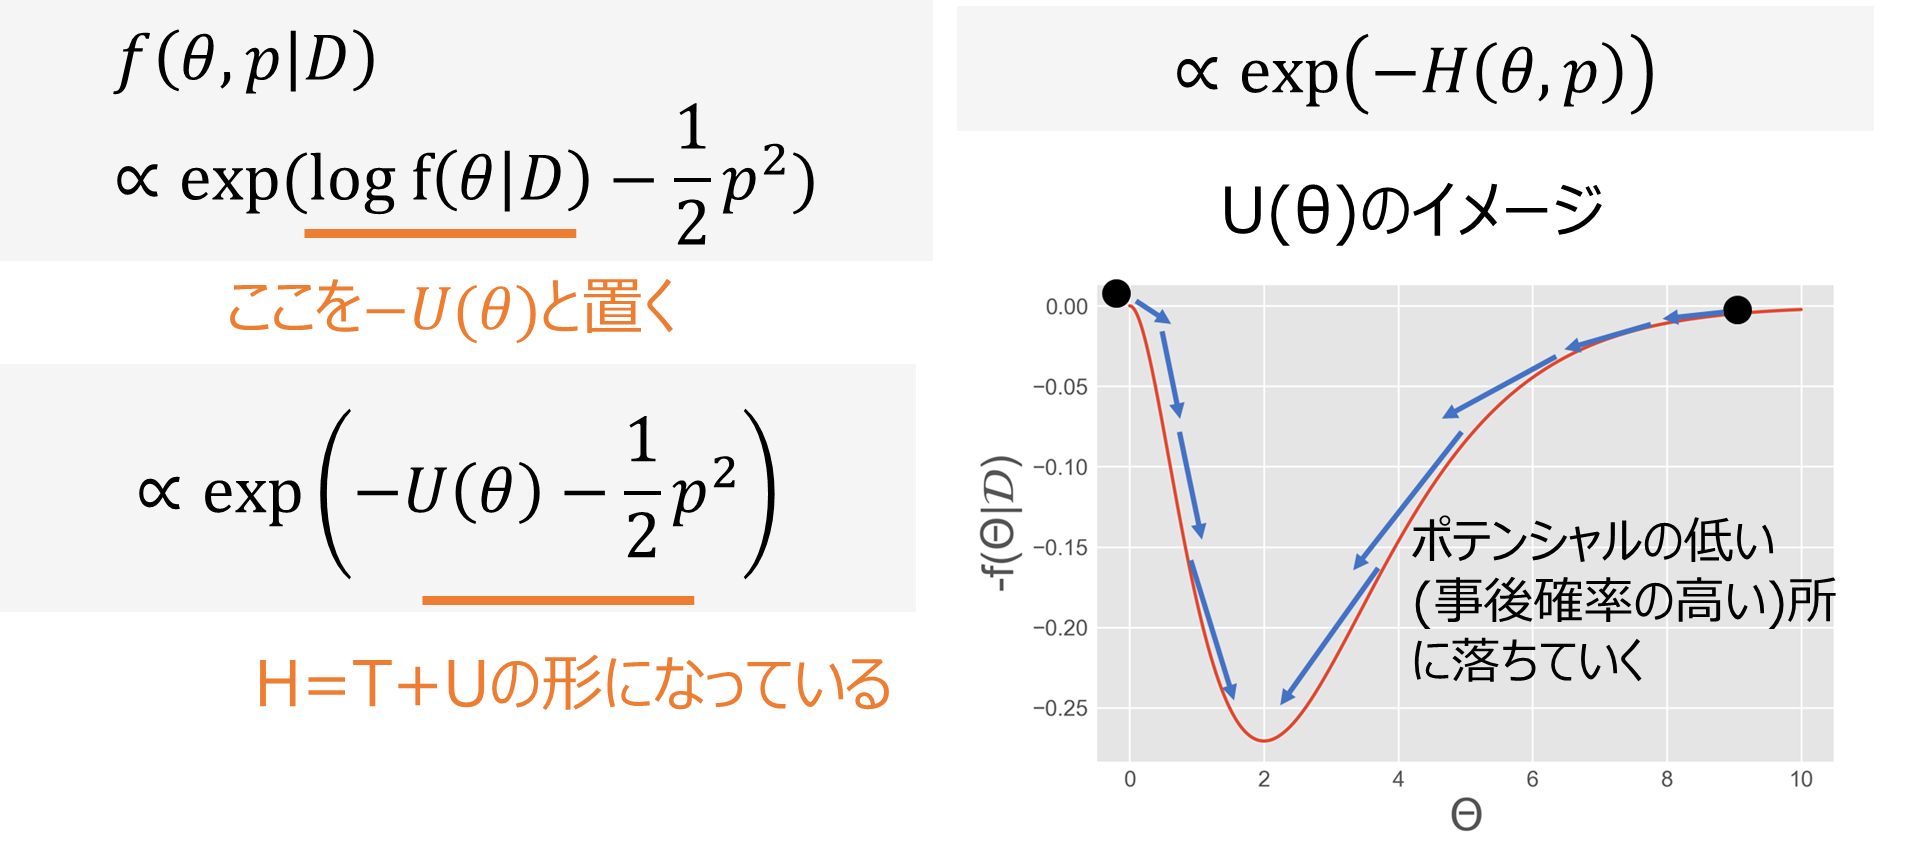 f(θ,p|D)
∝ exp(log f(θ|D) − 1/2 p²)
ここを−U(θ)と置く
∝ exp(−U(θ) − 1/2 p²)
H=T+Uの形になっている
∝ exp(−H(θ,p))
U(θ)のイメージ
0.00
−0.05
−0.10
−0.15
−0.20
−0.25
-f(Θ|𝒟)
ポテンシャルの低い
(事後確率の高い)所
に落ちていく
0 2 4 6 8 10
Θ